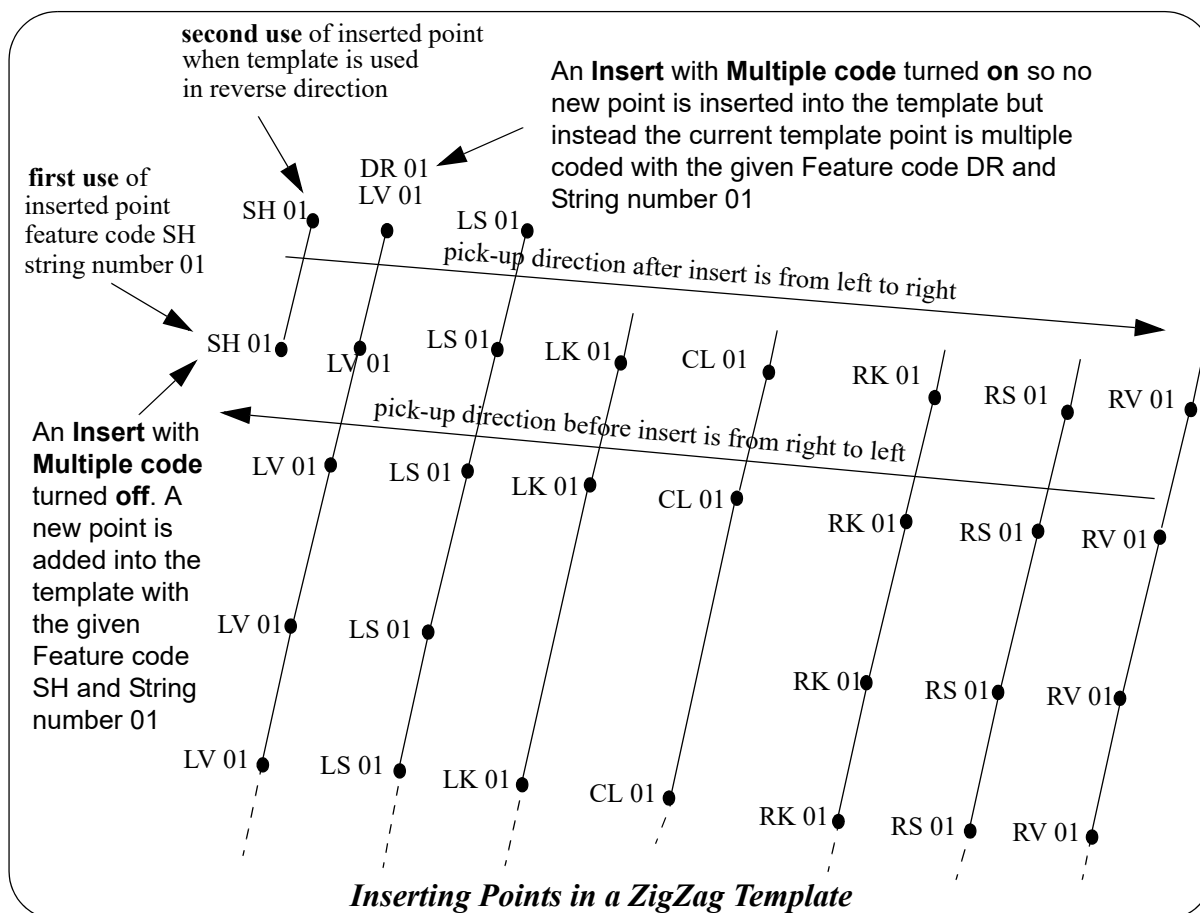 second use of inserted point
when template is used
in reverse direction
An Insert with Multiple code turned on so no
new point is inserted into the template but
instead the current template point is multiple
coded with the given Feature code DR and
String number 01
first use of
inserted point
feature code SH
string number 01
DR 01
LV 01
SH 01
LS 01
pick-up direction after insert is from left to right
SH 01
LV 01
LS 01
LK 01
CL 01
RK 01
RS 01
RV 01
pick-up direction before insert is from right to left
An Insert with
Multiple code
turned off. A
new point is
added into the
template with
the given
Feature code
SH and String
number 01
LV 01
LS 01
LK 01
CL 01
RK 01
RS 01
RV 01
LV 01
LS 01
RK 01
RS 01
RV 01
LV 01
LS 01
LK 01
CL 01
RK 01
RS 01
RV 01
Inserting Points in a ZigZag Template